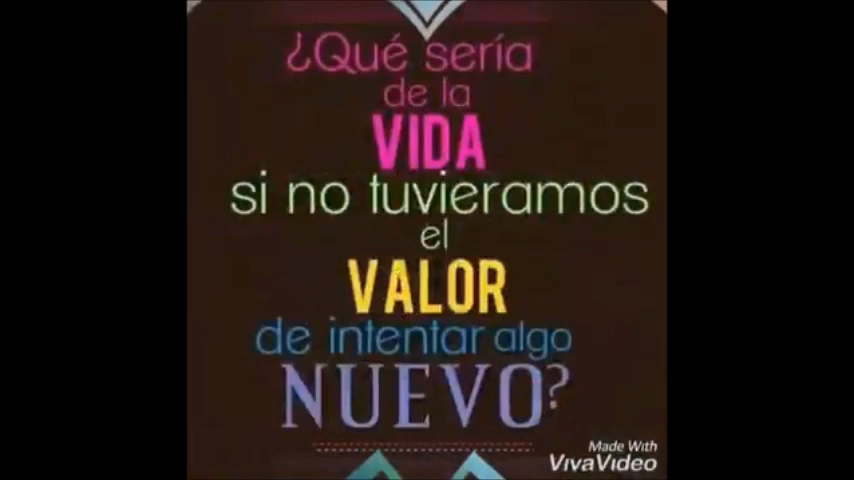 ¿Qué sería
de la
VIDA
si no tuvieramos
el
VALOR
de intentar algo
NUEVO?
Made With
VivaVideo